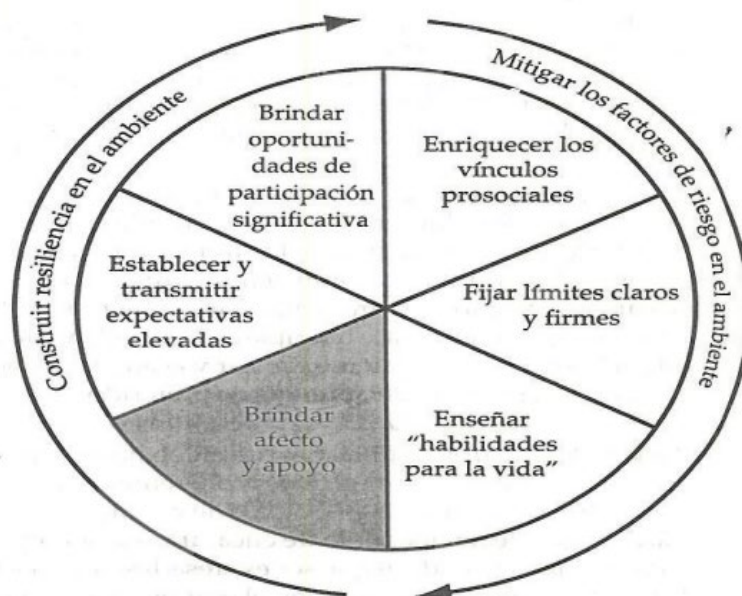 Construir resiliencia en el ambiente
Mitigar los factores de riesgo en el ambiente
Brindar
oportuni-
dades de
participación
significativa
Enriquecer los
vínculos
prosociales
Establecer y
transmitir
expectativas
elevadas
Fijar límites claros
y firmes
Brindar
afecto
y apoyo
Enseñar
“habilidades
para la vida”